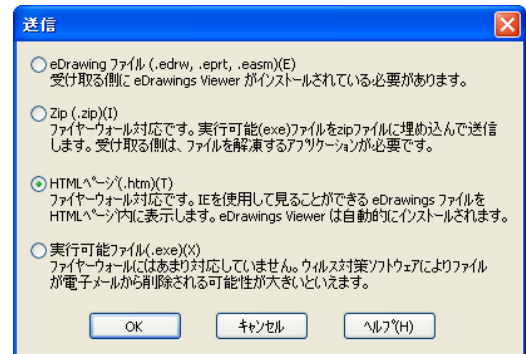 送信
eDrawing ファイル (.edrw, .eprt, .easm)(E)
受け取る側に eDrawings Viewer がインストールされている必要があります。
Zip (.zip)(I)
ファイヤーウォール対応です。実行可能(exe)ファイルをzipファイルに埋め込んで送信
します。受け取る側は、ファイルを解凍するアプリケーションが必要です。
HTMLページ(.htm)(T)
ファイヤーウォール対応です。IEを使用して見ることができる eDrawings ファイルを
HTMLページ内に表示します。eDrawings Viewer は自動的にインストールされます。
実行可能ファイル(.exe)(X)
ファイヤーウォールにはあまり対応していません。ウィルス対策ソフトウェアによりファイル
が電子メールから削除される可能性が大きいといえます。
OK キャンセル ヘルプ(H)